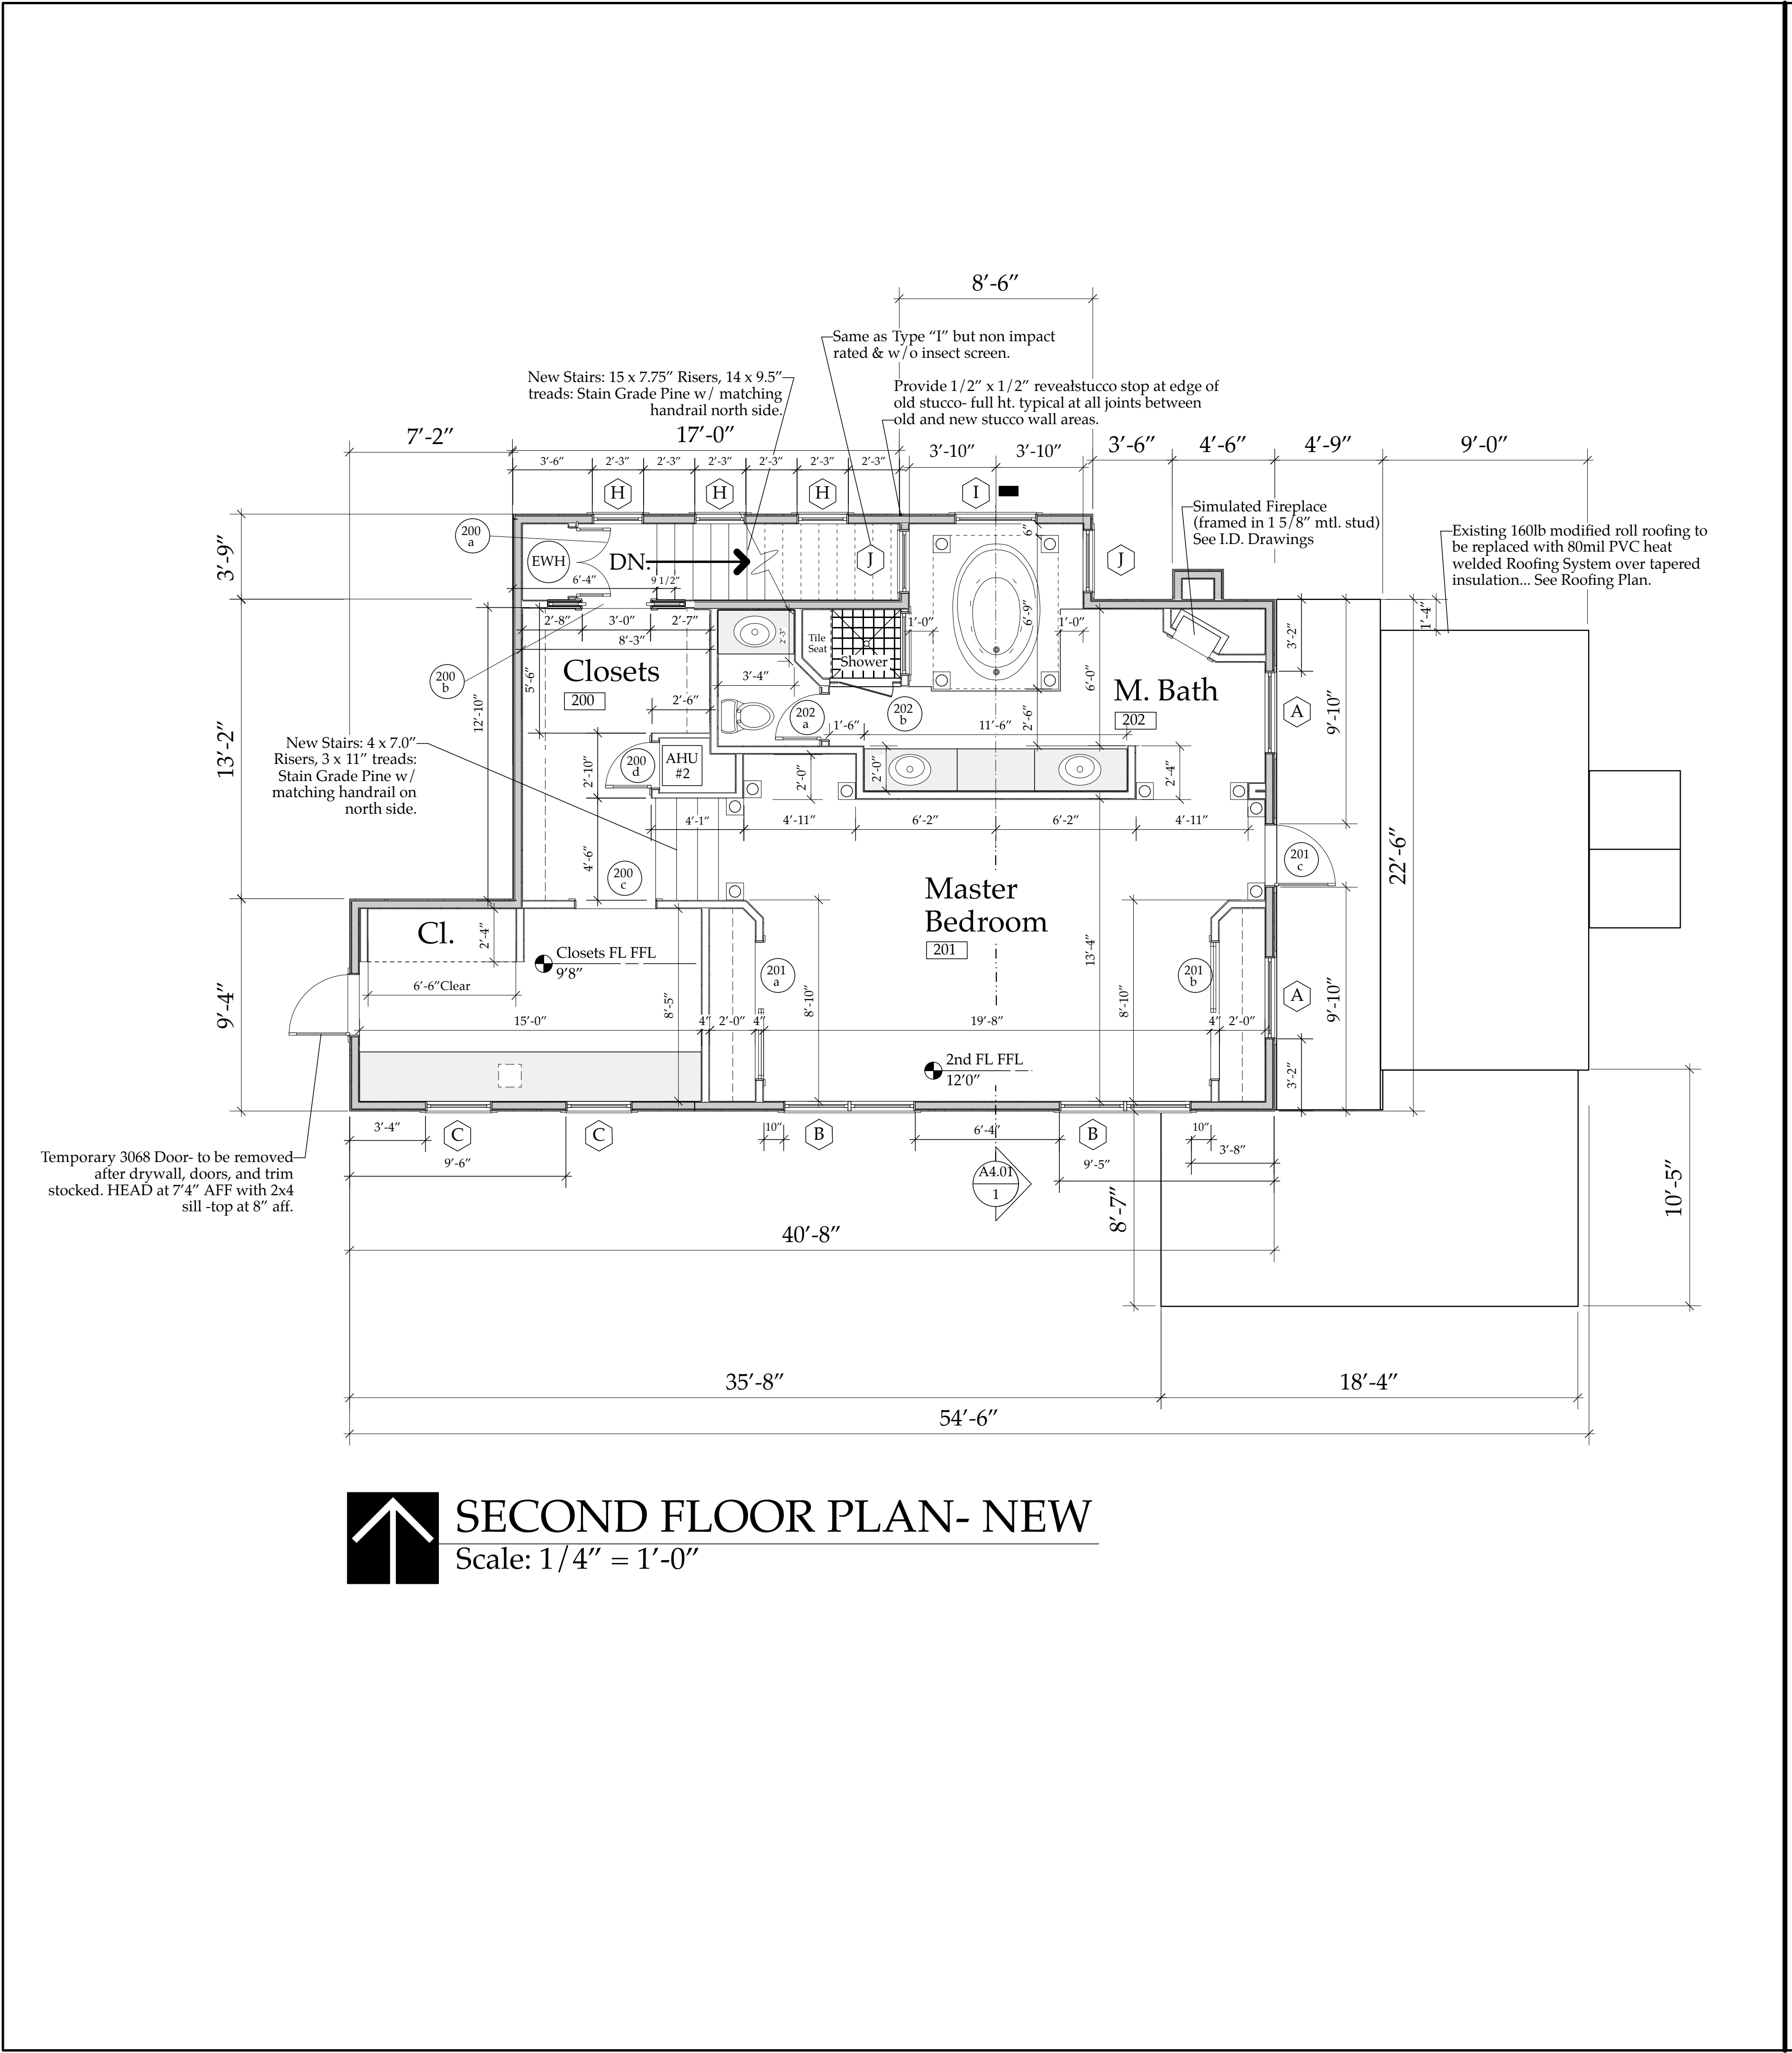 8'-6"
Same as Type "I" but non impact
rated & w/o insect screen.
New Stairs: 15 x 7.75" Risers, 14 x 9.5"
treads: Stain Grade Pine w/ matching
handrail north side.
Provide 1/2" x 1/2" reveal stucco stop at edge of
old stucco- full ht. typical at all joints between
old and new stucco wall areas.
7'-2"
17'-0"
3'-10"
3'-10"
3'-6"
4'-6"
4'-9"
9'-0"
3'-6"
2'-3"
2'-3"
2'-3"
2'-3"
2'-3"
2'-3"
H
H
H
I
Simulated Fireplace
(framed in 1 5/8" mtl. stud)
See I.D. Drawings
Existing 160lb modified roll roofing to
be replaced with 80mil PVC heat
welded Roofing System over tapered
insulation... See Roofing Plan.
200
a
3'-9"
EWH
DN.
J
J
6"
6'-4"
9 1/2"
2'-8"
3'-0"
2'-7"
8'-3"
2'-3"
Tile
Seat
Shower
1'-0"
6'-9"
1'-0"
3'-2"
1'-4"
Closets
200
200
b
5'-6"
12'-10"
2'-6"
3'-4"
202
a
202
b
1'-6"
11'-6"
2'-6"
6'-0"
M. Bath
202
A
9'-10"
13'-2"
New Stairs: 4 x 7.0"
Risers, 3 x 11" treads:
Stain Grade Pine w/
matching handrail on
north side.
200
d
AHU
#2
2'-10"
2'-0"
2'-0"
2'-4"
4'-1"
4'-11"
6'-2"
6'-2"
4'-11"
4'-6"
200
c
201
c
22'-6"
Master
Bedroom
201
Cl.
2'-4"
Closets FL FFL
9'8"
6'-6"Clear
201
a
201
b
13'-4"
A
9'-10"
9'-4"
8'-5"
8'-10"
8'-10"
15'-0"
4"
2'-0"
4"
19'-8"
4"
2'-0"
2nd FL FFL
12'0"
3'-2"
3'-4"
C
C
10"
B
6'-4"
B
10"
3'-8"
9'-6"
9'-5"
A4.01
1
Temporary 3068 Door- to be removed
after drywall, doors, and trim
stocked. HEAD at 7'4" AFF with 2x4
sill -top at 8" aff.
8'-7"
10'-5"
40'-8"
35'-8"
18'-4"
54'-6"
SECOND FLOOR PLAN- NEW
Scale: 1/4" = 1'-0"